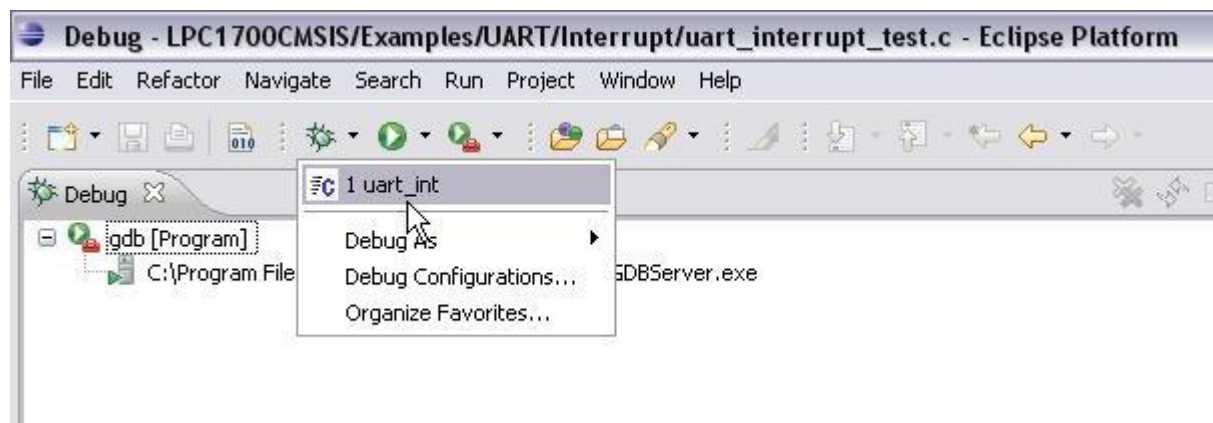 Debug - LPC1700CMSIS/Examples/UART/Interrupt/uart_interrupt_test.c - Eclipse Platform
File Edit Refactor Navigate Search Run Project Window Help
010
Debug
1 uart_int
gdb [Program]
Debug As
C:\Program File
GDBServer.exe
Debug Configurations...
Organize Favorites...